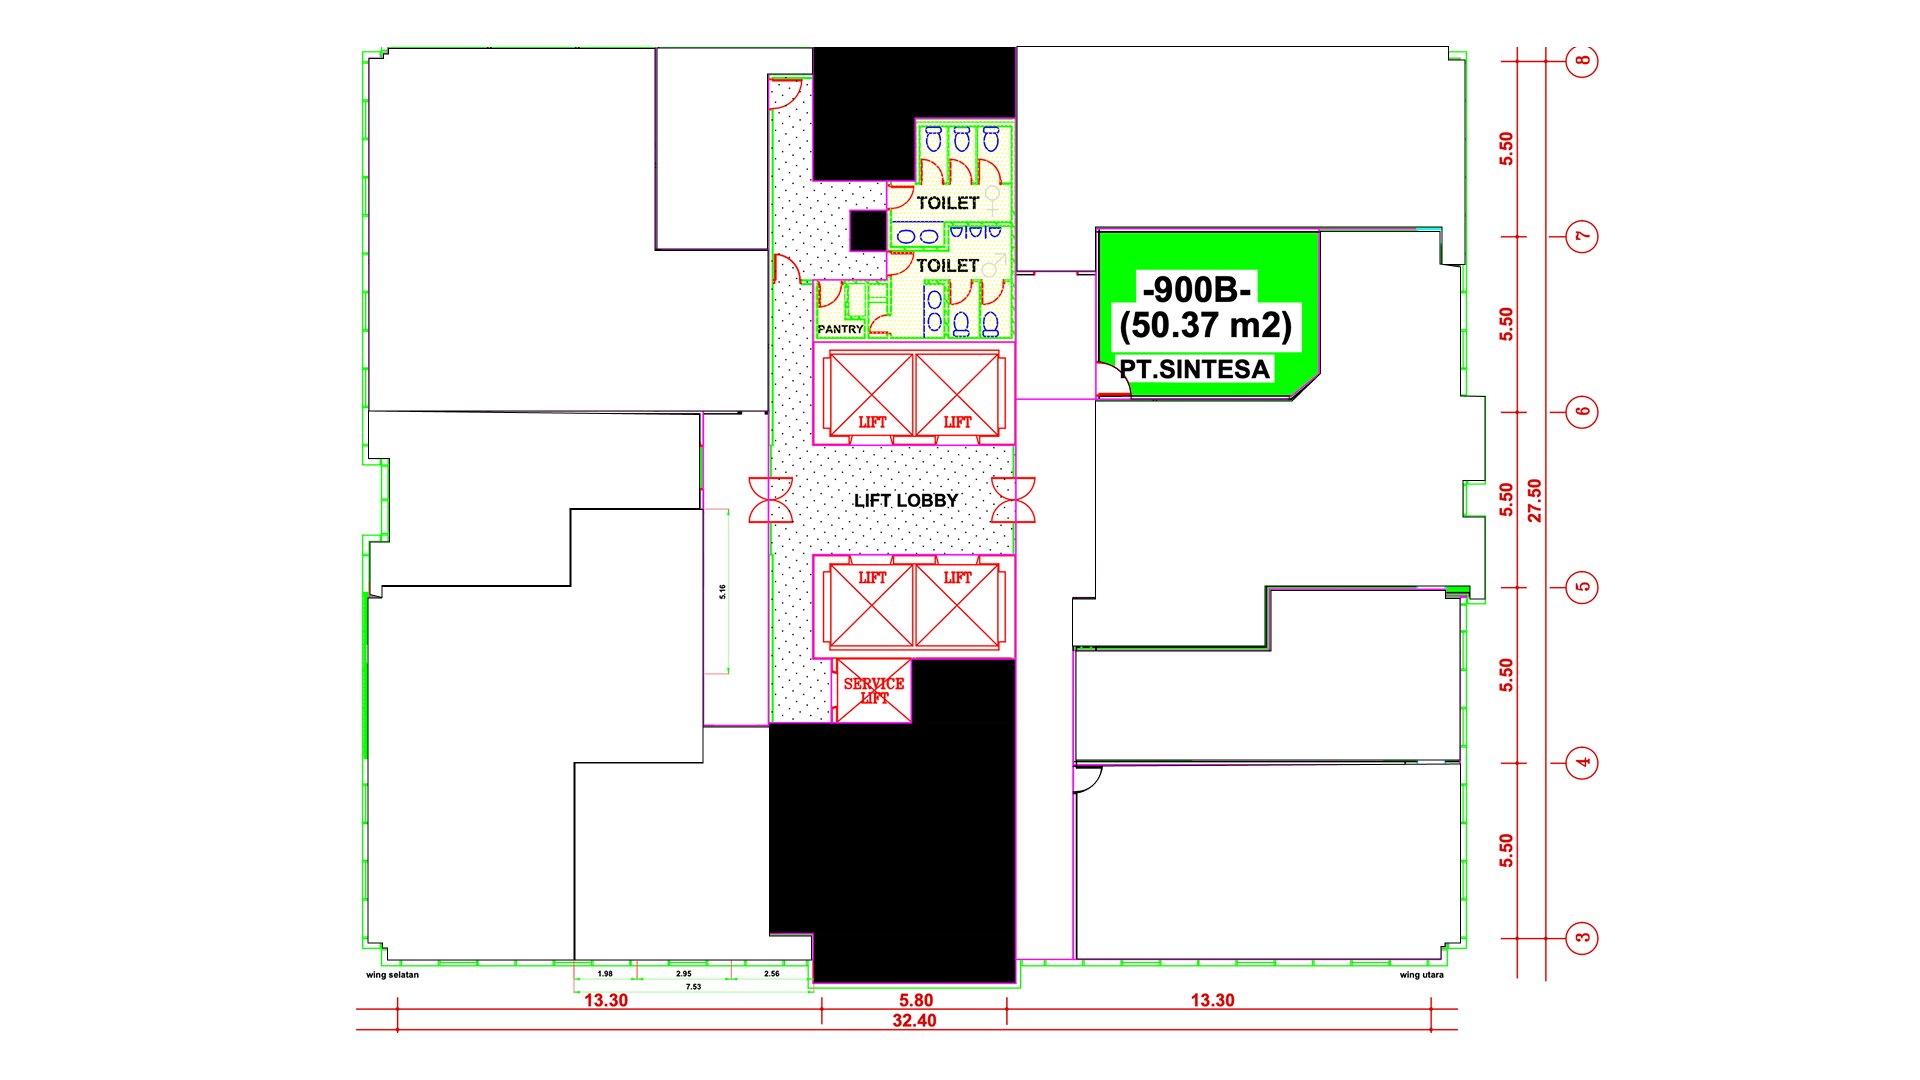 8
5.50
TOILET
7
TOILET
-900B-
(50.37 m2)
5.50
PANTRY
PT.SINTESA
6
LIFT
LIFT
5.50
27.50
LIFT LOBBY
LIFT
LIFT
5
5.16
SERVICE
LIFT
5.50
4
5.50
3
wing selatan
1.98
2.95
2.56
wing utara
7.53
13.30
5.80
13.30
32.40